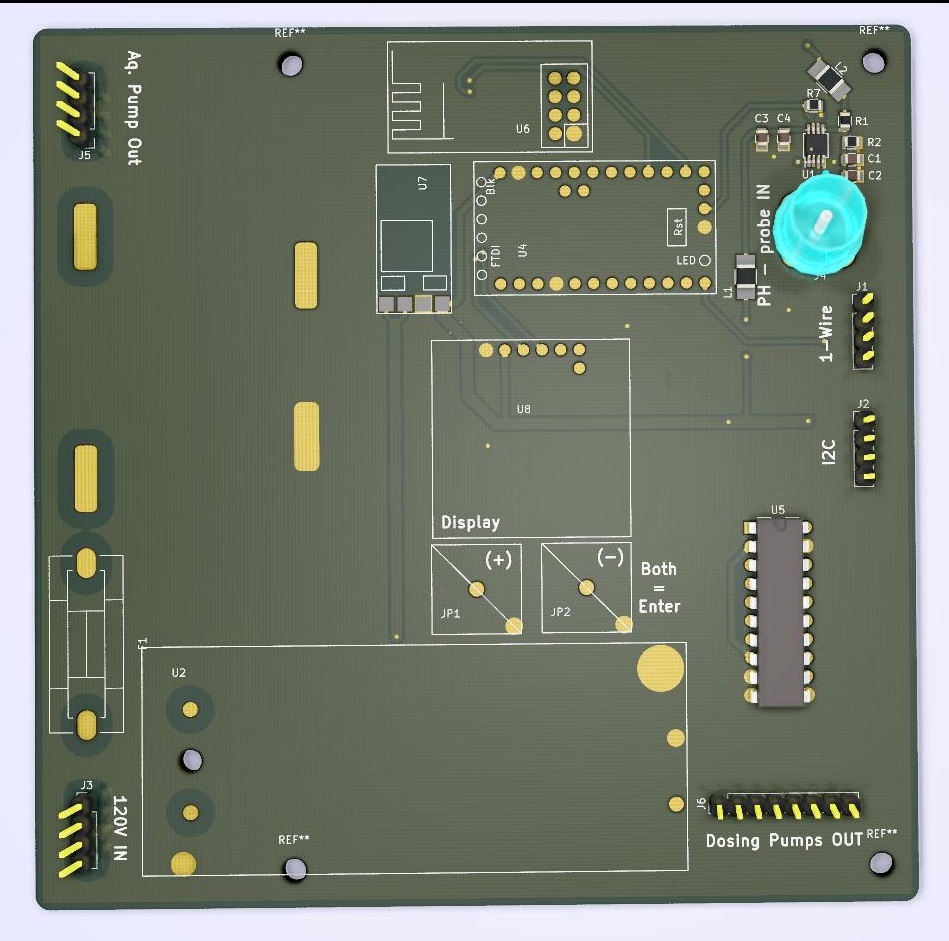 REF**
REF**
Aq. Pump Out
J5
U6
L2
R7
C3 C4
R1
R2
C1
C2
U1
U7
Blk
FTDI
U4
Rst
LED
L1
PH - probe IN
J4
J1
1-Wire
J2
I2C
U8
Display
U5
(+)
JP1
(-)
JP2
Both
=
Enter
F1
U2
J3
120V IN
REF**
J6
Dosing Pumps OUT
REF**